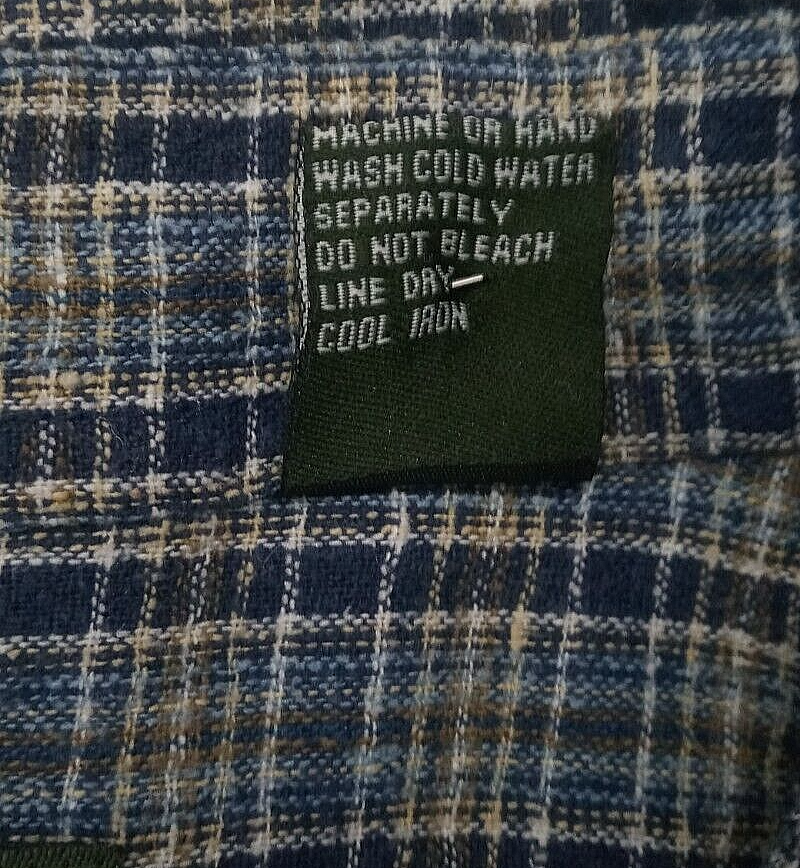 MACHINE OR HAND
WASH COLD WATER
SEPARATELY
DO NOT BLEACH
LINE DRY
COOL IRON